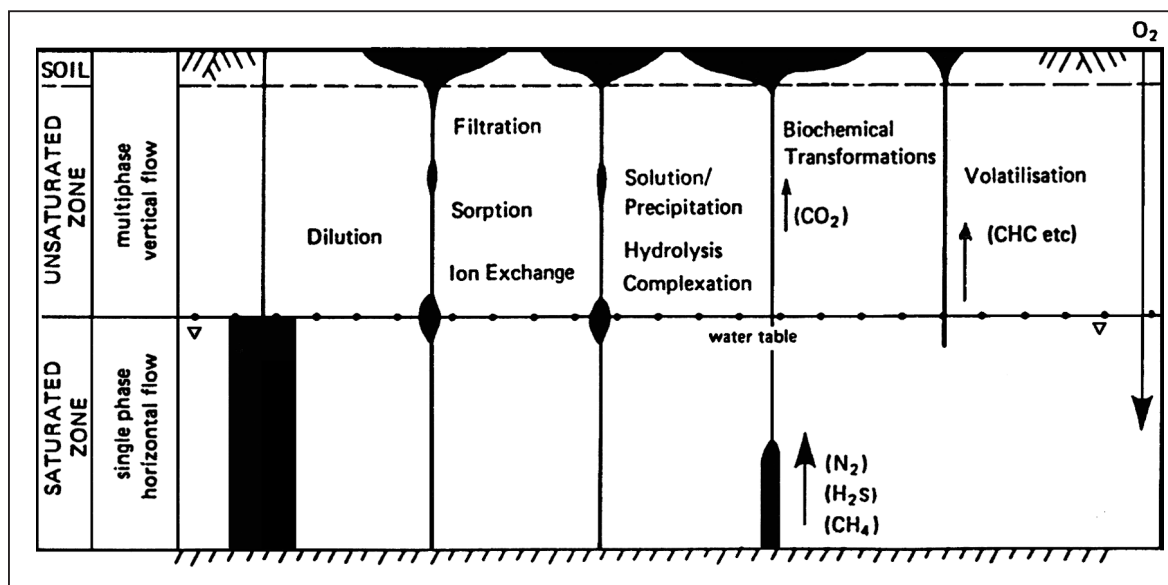 O₂
SOIL
UNSATURATED
ZONE
multiphase
vertical flow
Dilution
Filtration
Sorption
Ion Exchange
Solution/
Precipitation
Hydrolysis
Complexation
Biochemical
Transformations
(CO₂)
Volatilisation
(CHC etc)
water table
SATURATED
ZONE
single phase
horizontal flow
(N₂)
(H₂S)
(CH₄)